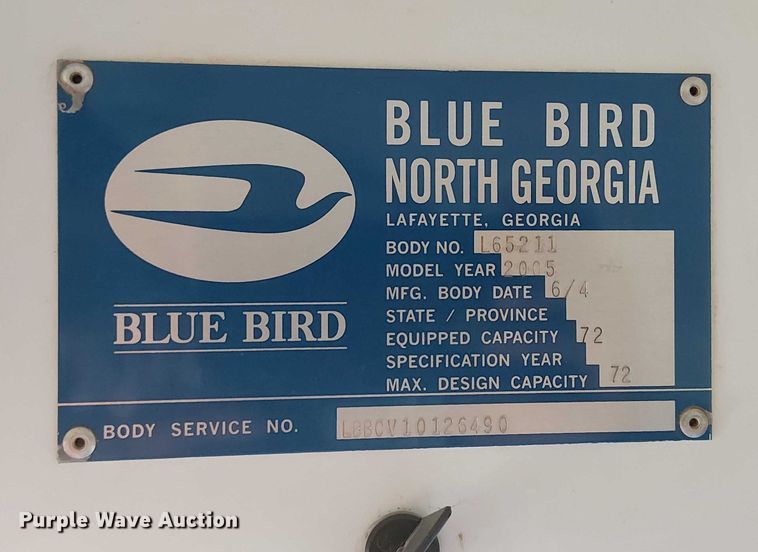 BLUE BIRD
NORTH GEORGIA
LAFAYETTE, GEORGIA
BODY NO. L65211
MODEL YEAR 2005
MFG. BODY DATE 6/4
STATE / PROVINCE
EQUIPPED CAPACITY 72
SPECIFICATION YEAR
MAX. DESIGN CAPACITY 72
BLUE BIRD
BODY SERVICE NO.
Purple Wave Auction